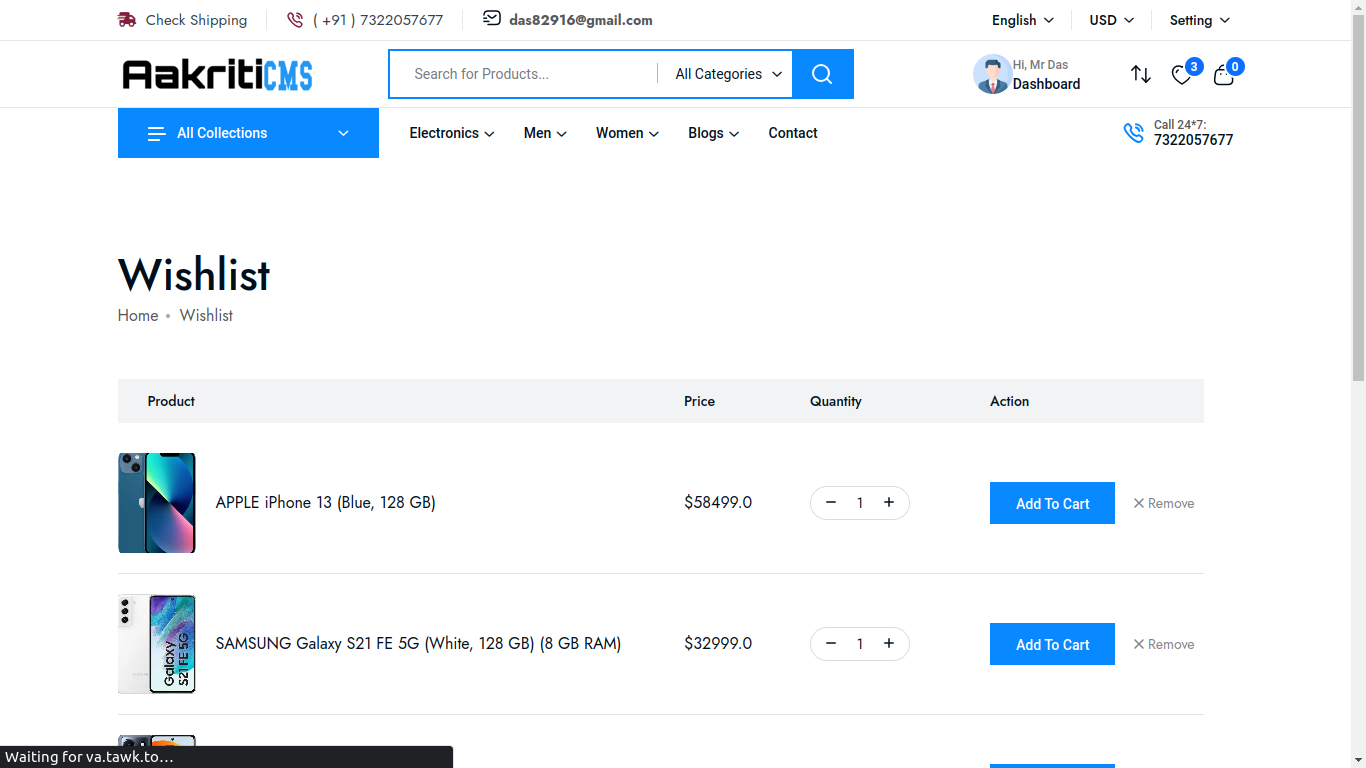 Check Shipping ( +91 ) 7322057677 das82916@gmail.com English USD Setting
AakritiCMS Search for Products... All Categories Hi, Mr Das 3 0
Dashboard
All Collections Electronics Men Women Blogs Contact Call 24*7:
7322057677
Wishlist
Home Wishlist
Product Price Quantity Action
APPLE iPhone 13 (Blue, 128 GB) $58499.0 − 1 + Add To Cart Remove
Galaxy
S21 FE 5G
SAMSUNG Galaxy S21 FE 5G (White, 128 GB) (8 GB RAM) $32999.0 − 1 + Add To Cart Remove
Waiting for va.tawk.to…